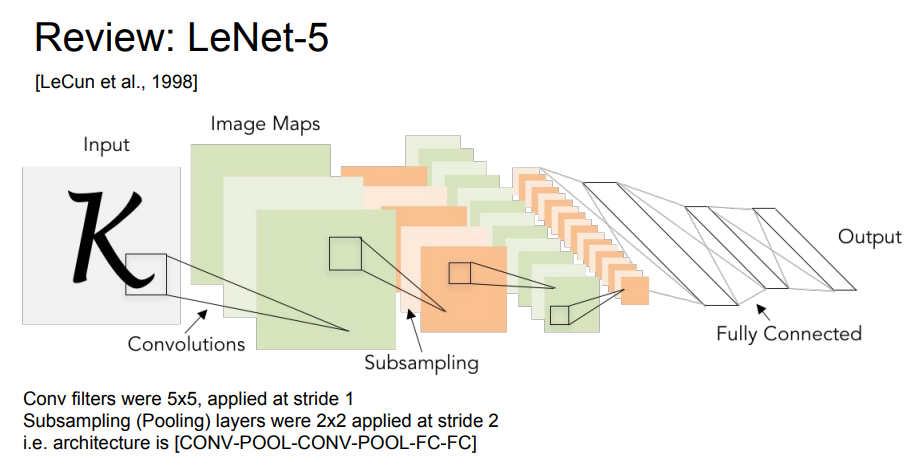 Review: LeNet-5
[LeCun et al., 1998]
Image Maps
Input
K
Output
Fully Connected
Convolutions
Subsampling
Conv filters were 5x5, applied at stride 1
Subsampling (Pooling) layers were 2x2 applied at stride 2
i.e. architecture is [CONV-POOL-CONV-POOL-FC-FC]